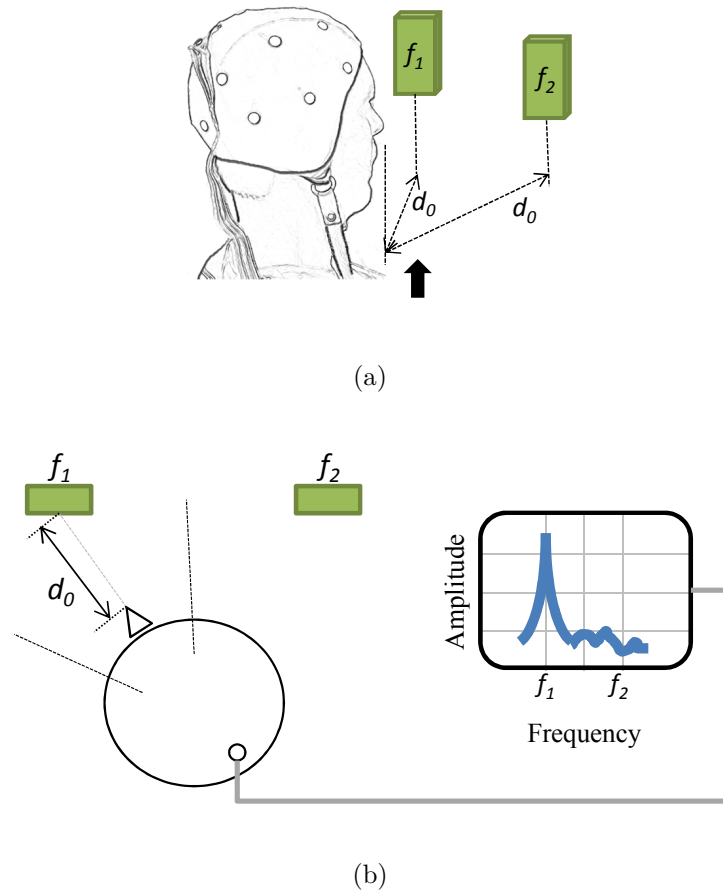 f₁
f₂
d₀
d₀
(a)
f₁
f₂
d₀
Amplitude
f₁
f₂
Frequency
(b)